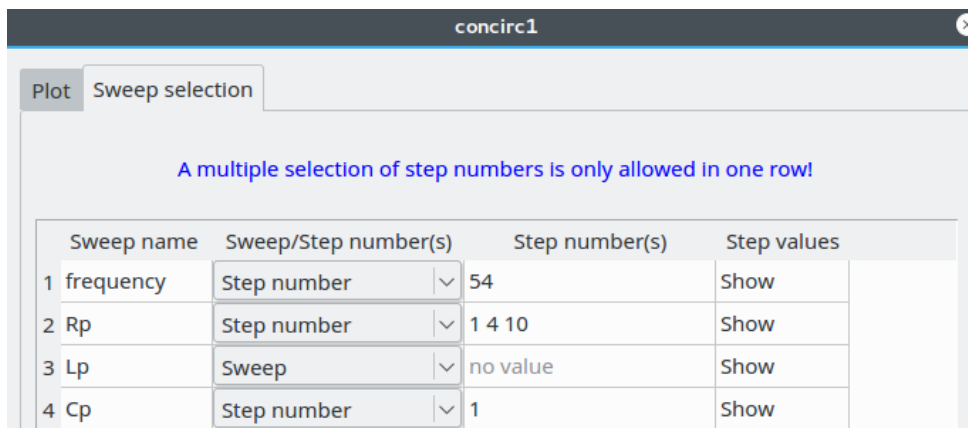 concirc1
Plot Sweep selection
A multiple selection of step numbers is only allowed in one row!
Sweep name Sweep/Step number(s) Step number(s) Step values
1 frequency Step number 54 Show
2 Rp Step number 1 4 10 Show
3 Lp Sweep no value Show
4 Cp Step number 1 Show